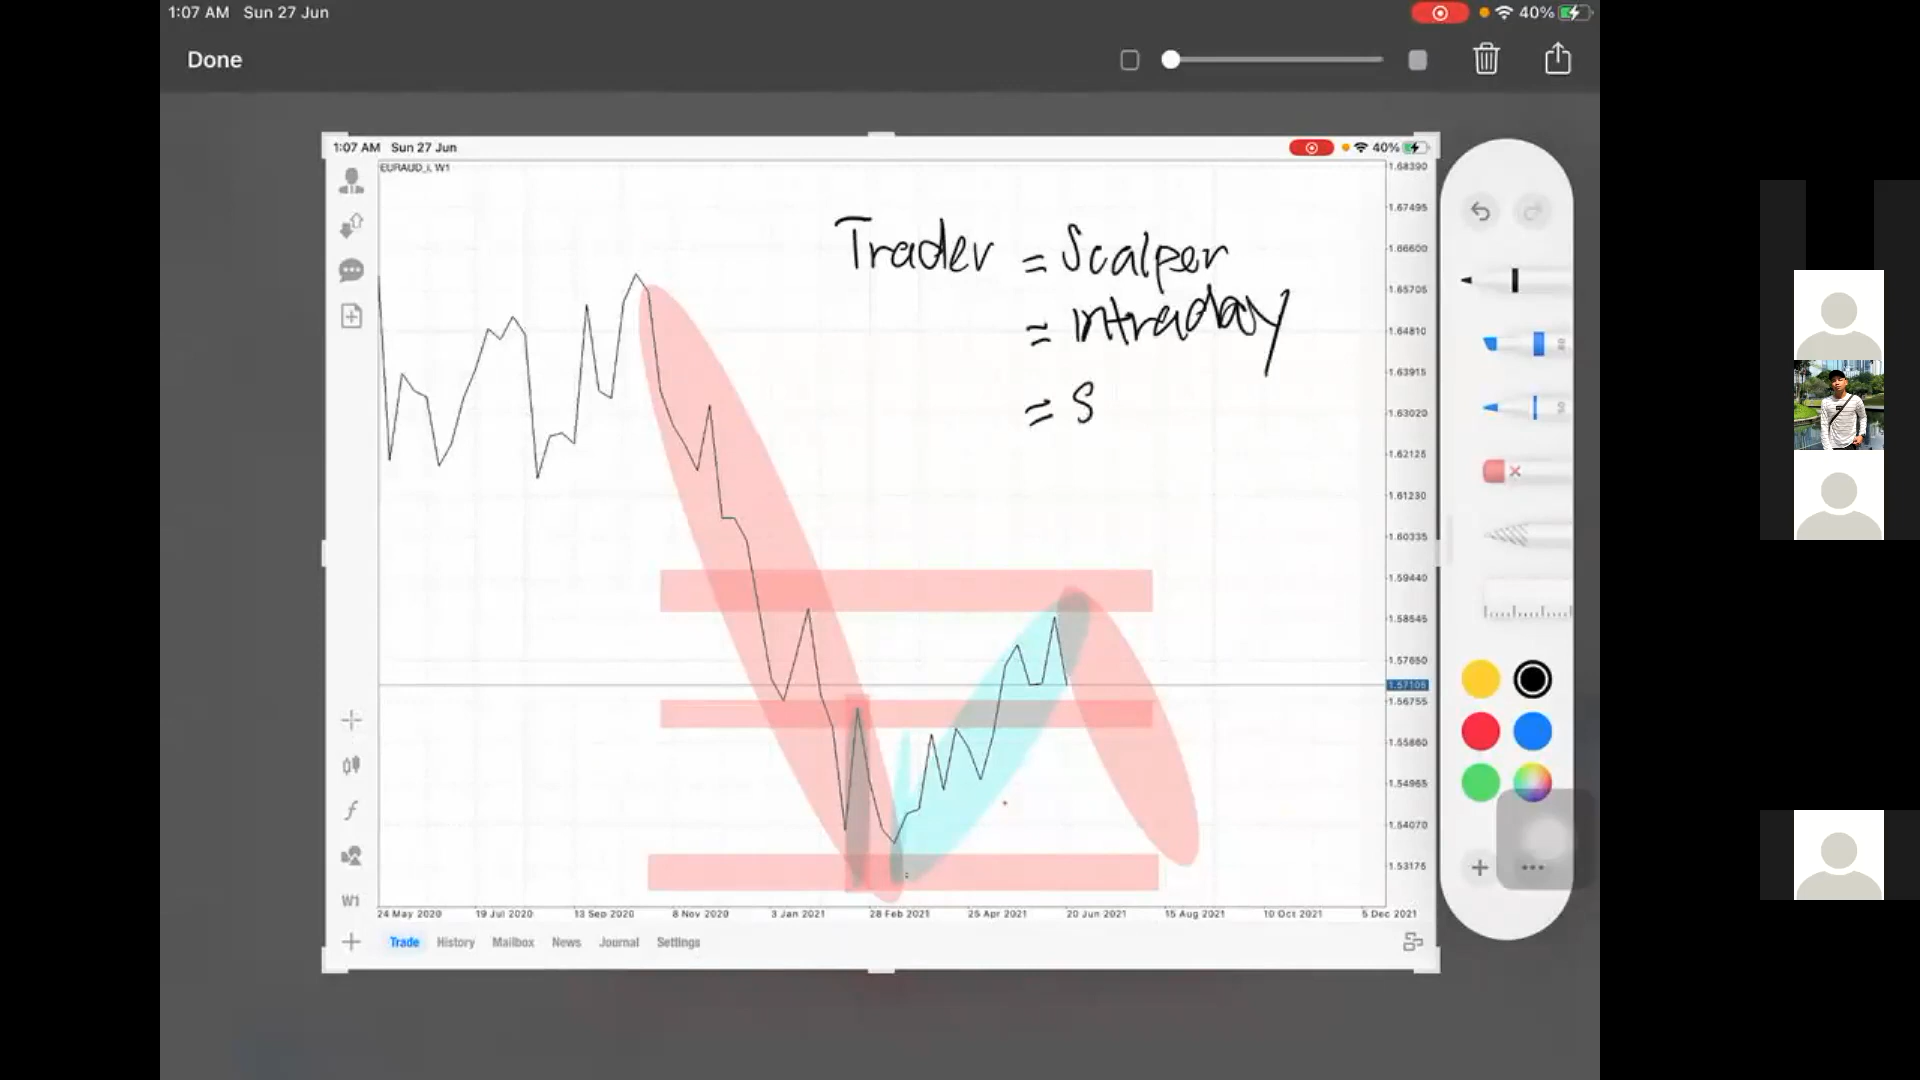 1:07 AM Sun 27 Jun
40%
Done
1:07 AM Sun 27 Jun
40%
EURAUD_i, W1
1.68390
1.67495
1.66600
1.65705
1.64810
1.63915
1.63020
1.62125
1.61230
1.60335
1.59440
1.58545
1.57650
1.57105
1.56755
1.55860
1.54965
1.54070
1.53175
Trader = Scalper
= intraday
= S
80
50
W1
24 May 2020 19 Jul 2020 13 Sep 2020 8 Nov 2020 3 Jan 2021 28 Feb 2021 25 Apr 2021 20 Jun 2021 15 Aug 2021 10 Oct 2021 5 Dec 2021
Trade History Mailbox News Journal Settings